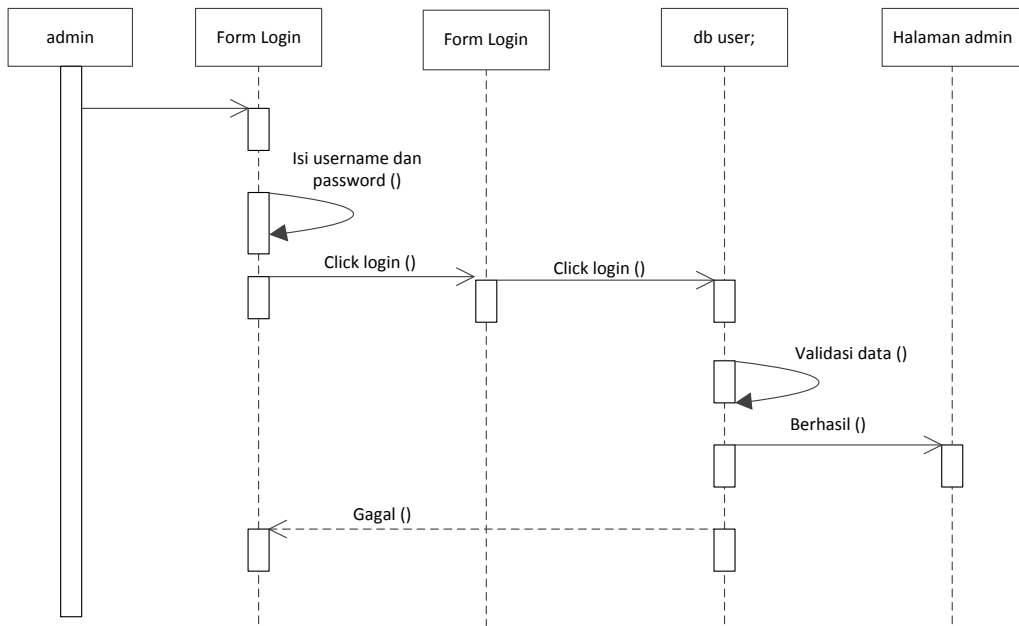 admin
Form Login
Form Login
db user;
Halaman admin
Isi username dan
password ()
Click login ()
Click login ()
Validasi data ()
Berhasil ()
Gagal ()